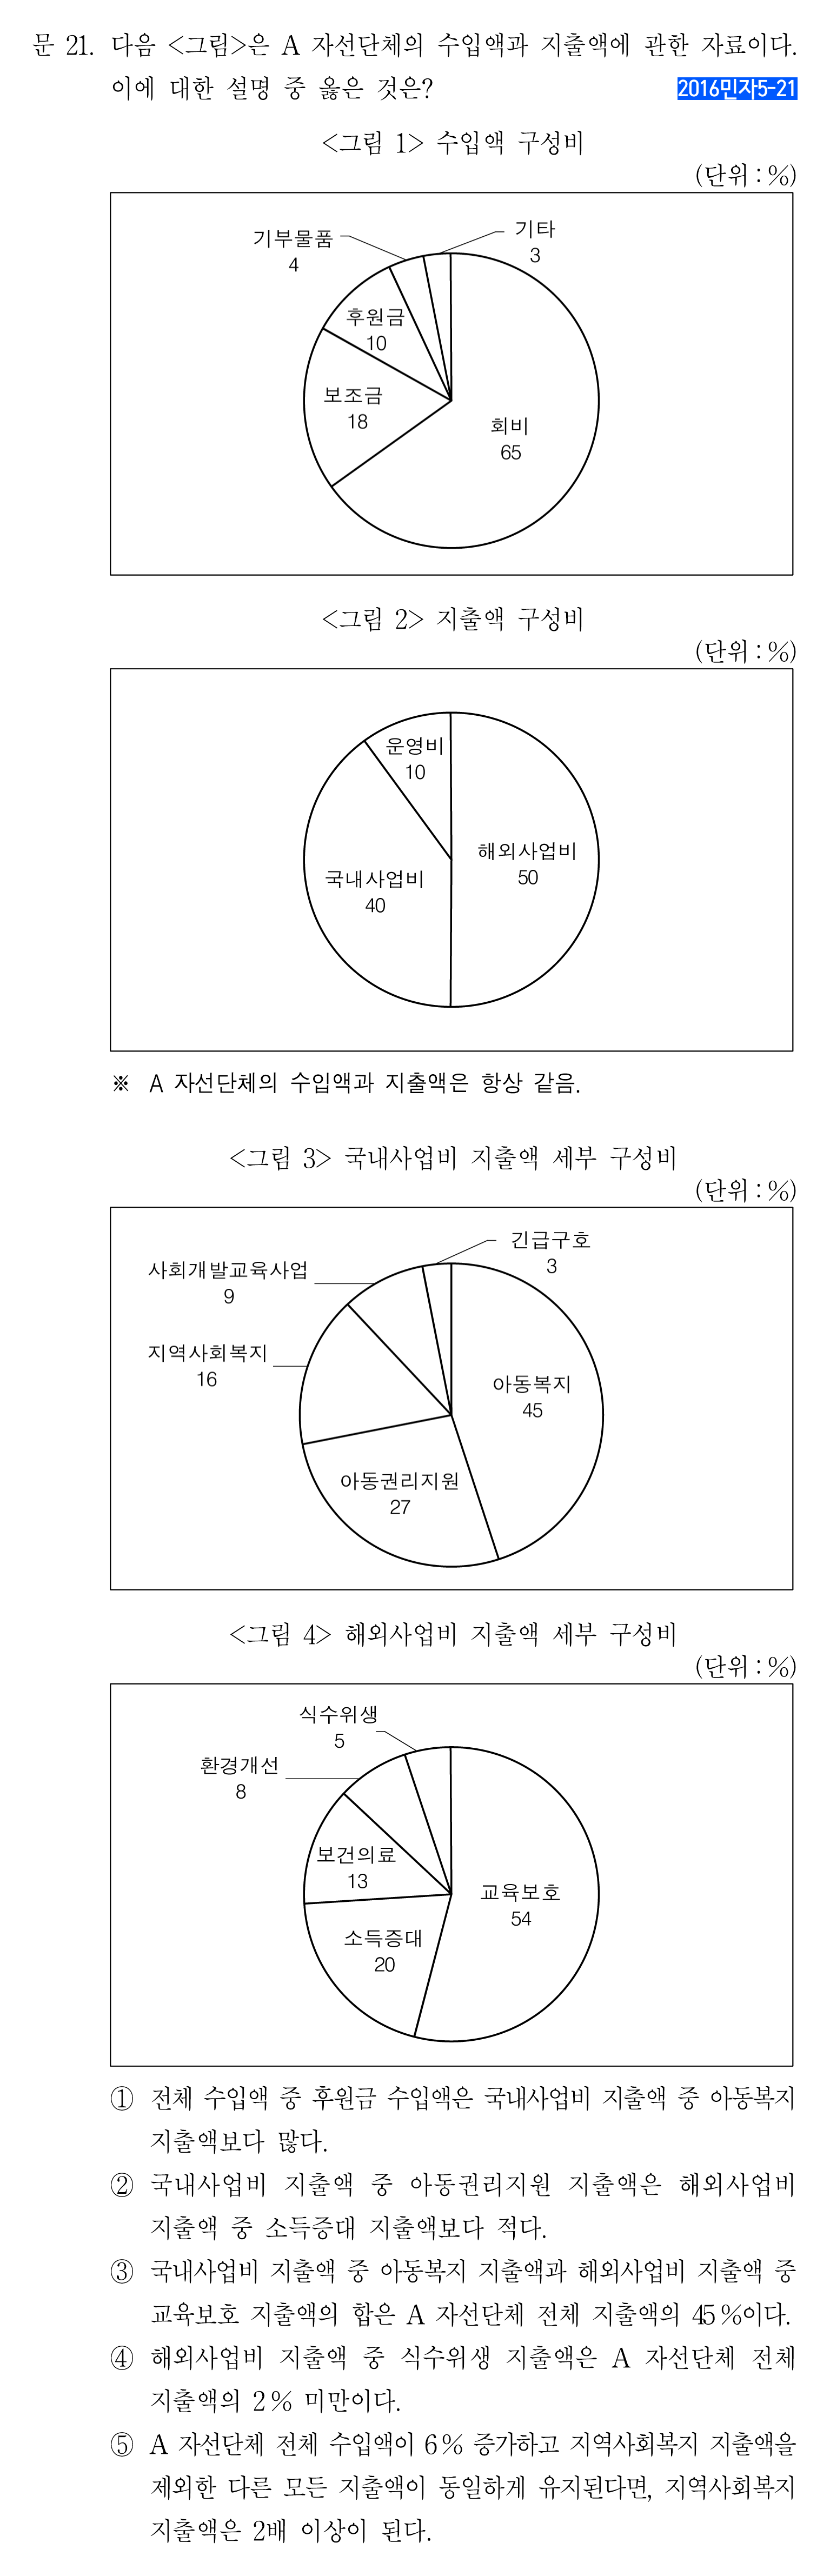 문 21. 다음 <그림>은 A 자선단체의 수입액과 지출액에 관한 자료이다.
이에 대한 설명 중 옳은 것은?
2016민자5-21
<그림 1> 수입액 구성비
(단위 : %)
기부물품
4
기타
3
후원금
10
보조금
18
회비
65
<그림 2> 지출액 구성비
(단위 : %)
운영비
10
해외사업비
50
국내사업비
40
※ A 자선단체의 수입액과 지출액은 항상 같음.
<그림 3> 국내사업비 지출액 세부 구성비
(단위 : %)
긴급구호
3
사회개발교육사업
9
지역사회복지
16
아동복지
45
아동권리지원
27
<그림 4> 해외사업비 지출액 세부 구성비
(단위 : %)
식수위생
5
환경개선
8
보건의료
13
교육보호
54
소득증대
20
① 전체 수입액 중 후원금 수입액은 국내사업비 지출액 중 아동복지
지출액보다 많다.
② 국내사업비 지출액 중 아동권리지원 지출액은 해외사업비
지출액 중 소득증대 지출액보다 적다.
③ 국내사업비 지출액 중 아동복지 지출액과 해외사업비 지출액 중
교육보호 지출액의 합은 A 자선단체 전체 지출액의 45%이다.
④ 해외사업비 지출액 중 식수위생 지출액은 A 자선단체 전체
지출액의 2% 미만이다.
⑤ A 자선단체 전체 수입액이 6% 증가하고 지역사회복지 지출액을
제외한 다른 모든 지출액이 동일하게 유지된다면, 지역사회복지
지출액은 2배 이상이 된다.